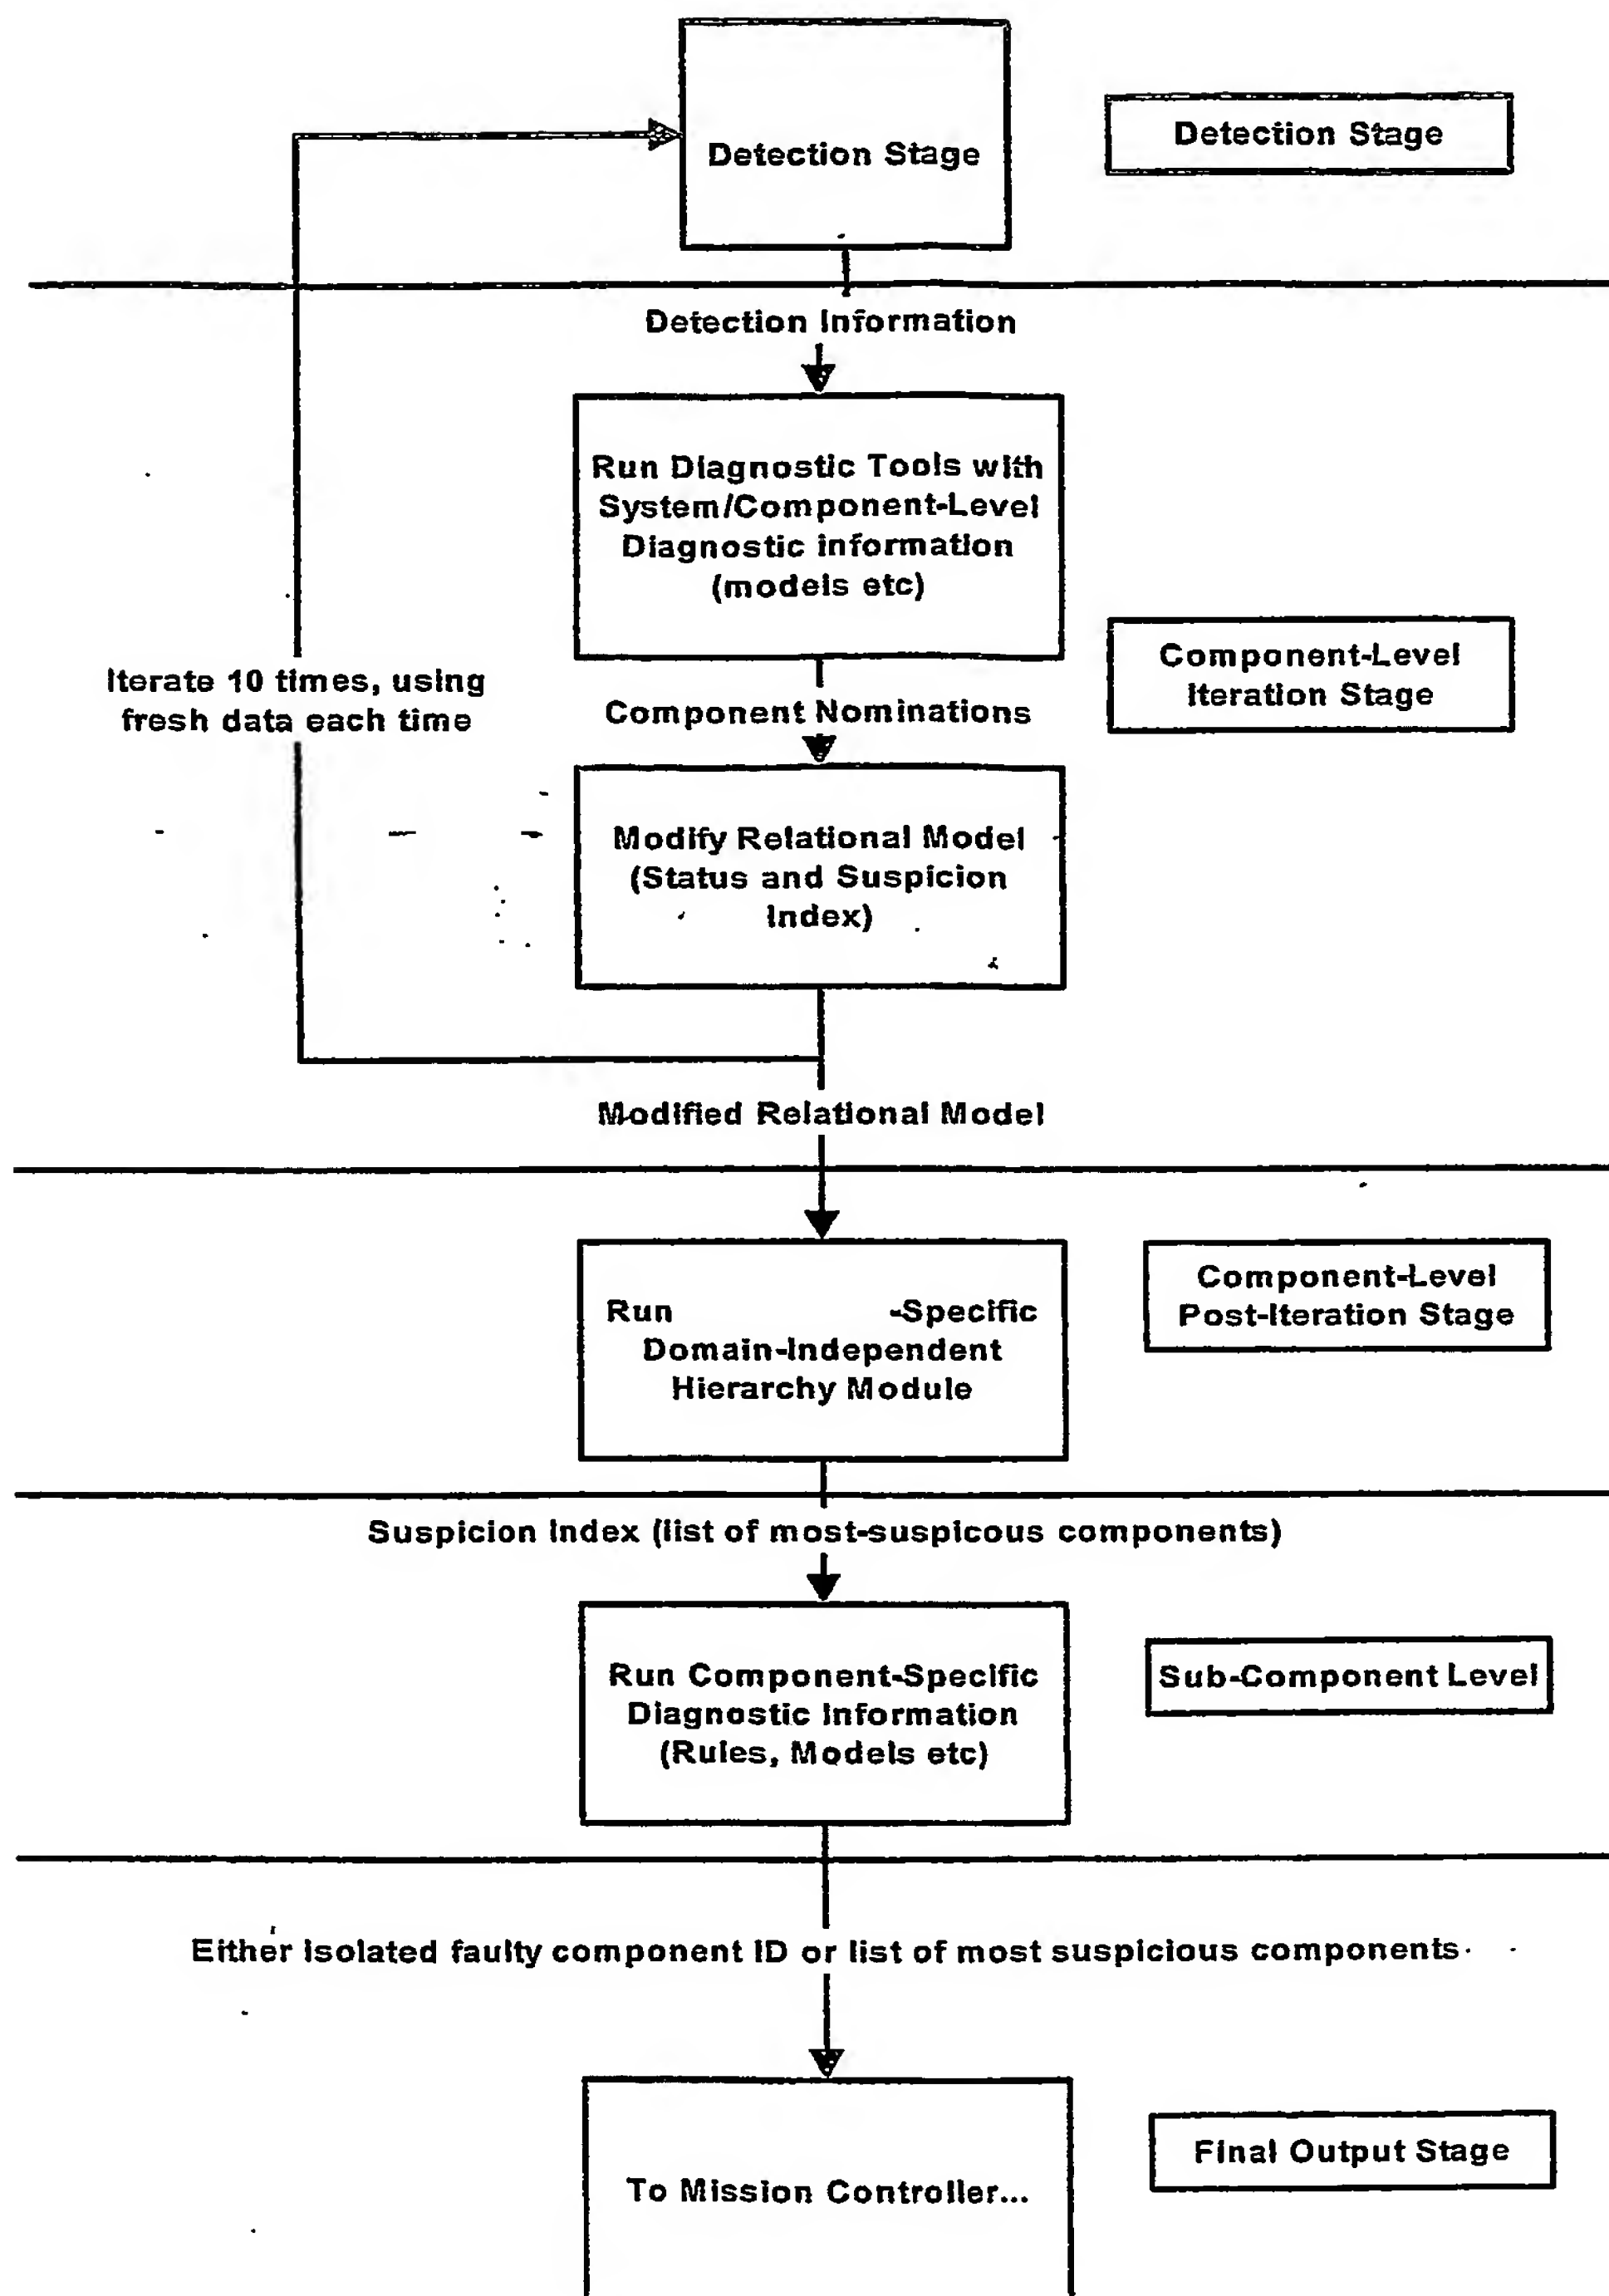 Detection Stage
Detection Stage
Detection Information
Run Diagnostic Tools with
System/Component-Level
Diagnostic information
(models etc)
Component-Level
Iteration Stage
Iterate 10 times, using
fresh data each time
Component Nominations
Modify Relational Model
(Status and Suspicion
Index)
Modified Relational Model
Run -Specific
Domain-Independent
Hierarchy Module
Component-Level
Post-Iteration Stage
Suspicion Index (list of most-suspicous components)
Run Component-Specific
Diagnostic Information
(Rules, Models etc)
Sub-Component Level
Either Isolated faulty component ID or list of most suspicious components
To Mission Controller...
Final Output Stage